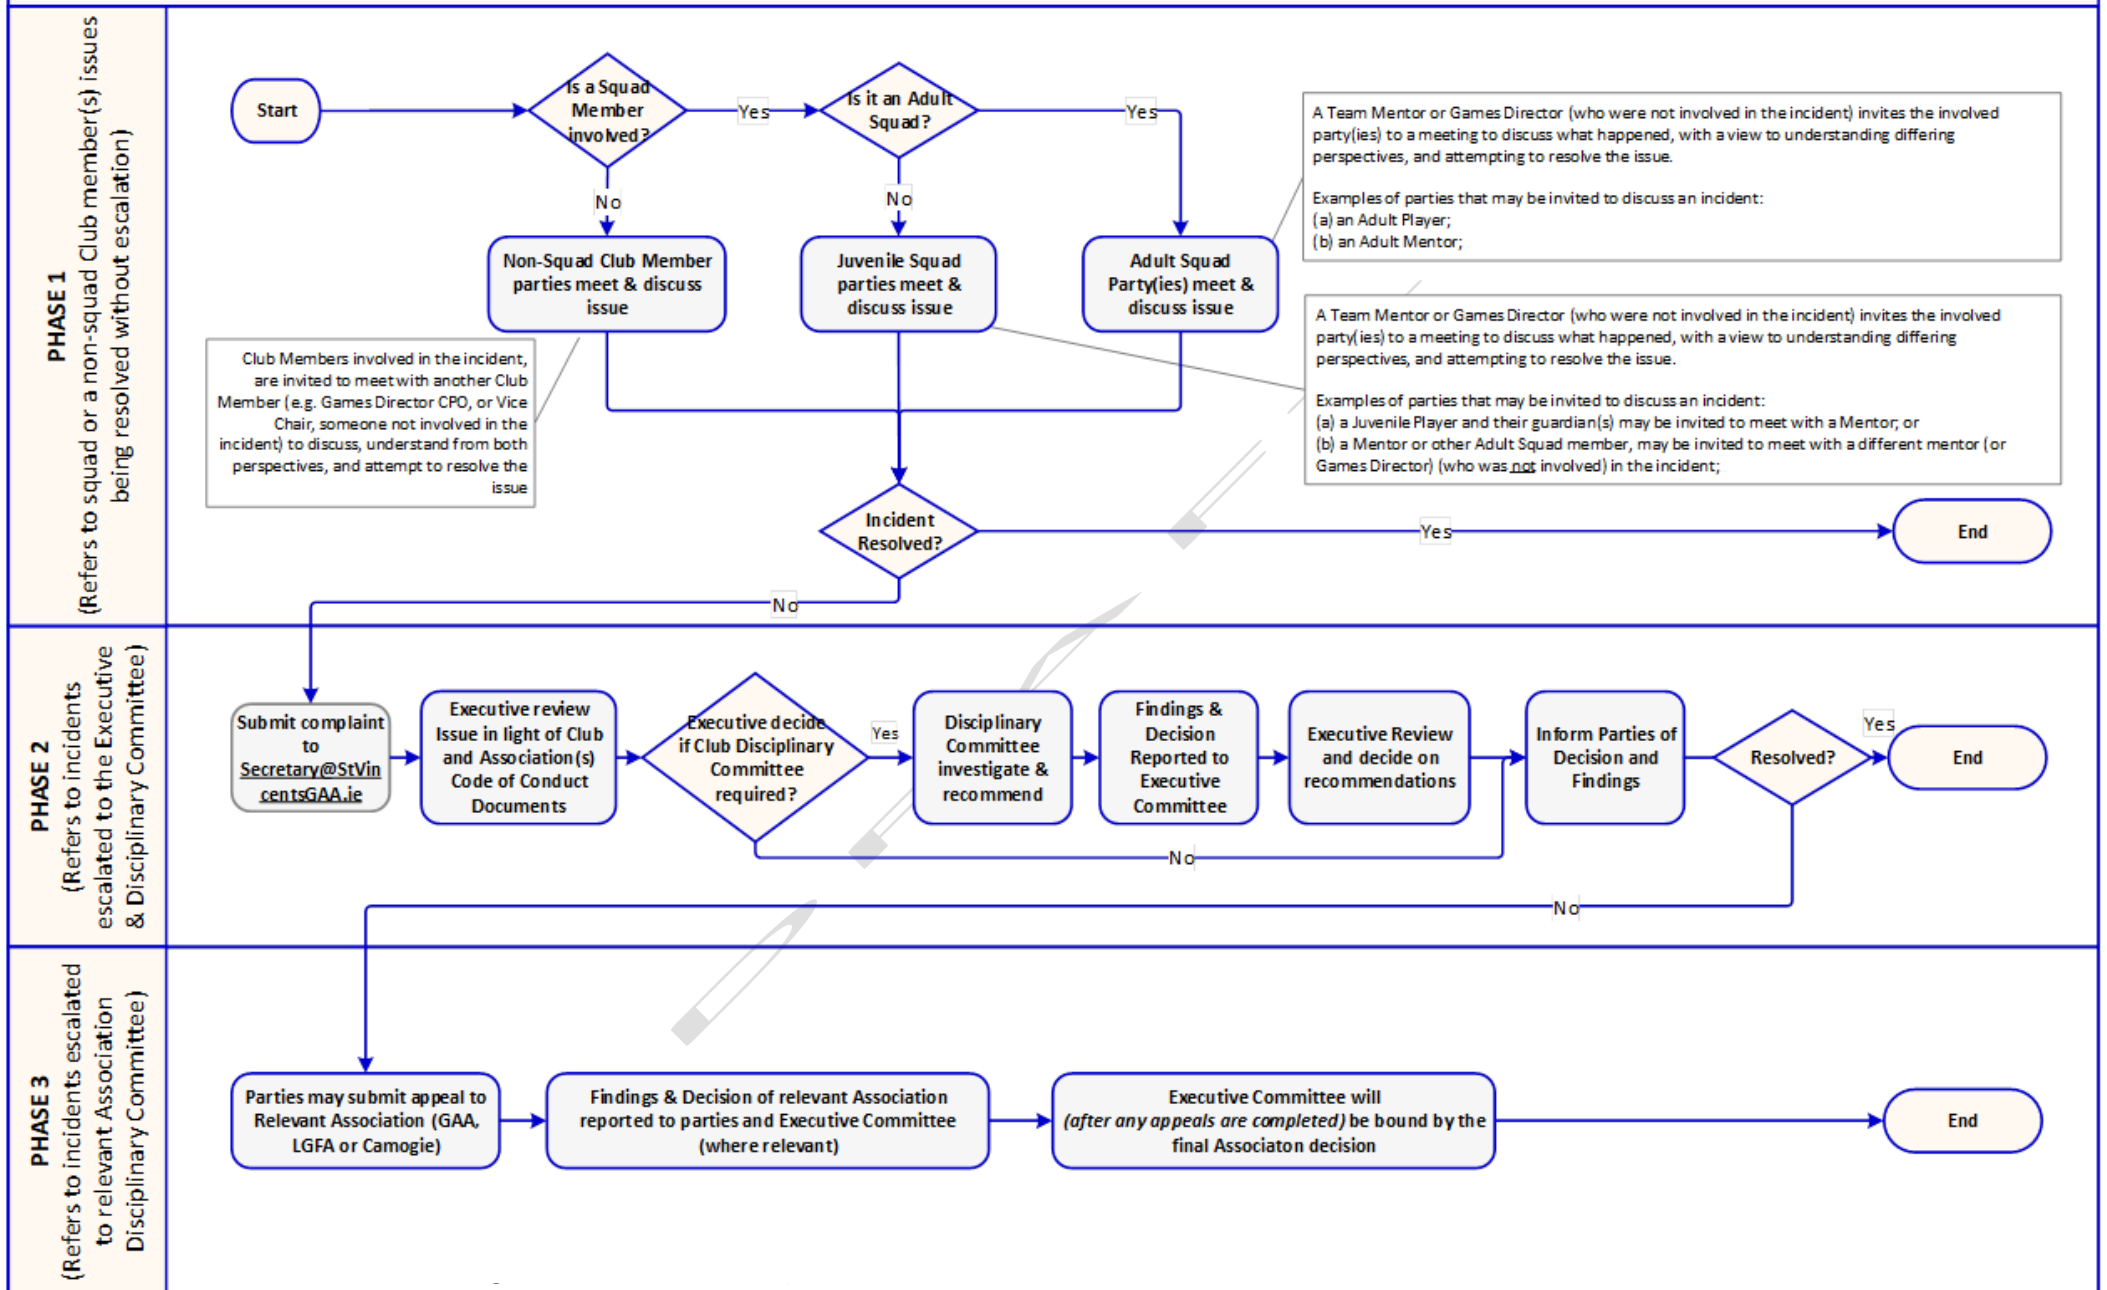 PHASE 1
(Refers to squad or a non-squad Club member(s) issues
being resolved without escalation)
Start
Is a Squad
Member
involved?
Yes
Is it an Adult
Squad?
Yes
No
No
Non-Squad Club Member
parties meet & discuss
issue
Juvenile Squad
parties meet &
discuss issue
Adult Squad
Party(ies) meet &
discuss issue
A Team Mentor or Games Director (who were not involved in the incident) invites the involved
party(ies) to a meeting to discuss what happened, with a view to understanding differing
perspectives, and attempting to resolve the issue.
Examples of parties that may be invited to discuss an incident:
(a) an Adult Player;
(b) an Adult Mentor;
A Team Mentor or Games Director (who were not involved in the incident) invites the involved
party(ies) to a meeting to discuss what happened, with a view to understanding differing
perspectives, and attempting to resolve the issue.
Examples of parties that may be invited to discuss an incident:
(a) a Juvenile Player and their guardian(s) may be invited to meet with a Mentor; or
(b) a Mentor or other Adult Squad member, may be invited to meet with a different mentor (or
Games Director) (who was not involved) in the incident;
Club Members involved in the incident,
are invited to meet with another Club
Member (e.g. Games Director CPO, or Vice
Chair, someone not involved in the
incident) to discuss, understand from both
perspectives, and attempt to resolve the
issue
Incident
Resolved?
Yes
End
No
PHASE 2
(Refers to incidents
escalated to the Executive
& Disciplinary Committee)
Submit complaint
to
Secretary@StVin
centsGAA.ie
Executive review
Issue in light of Club
and Association(s)
Code of Conduct
Documents
Executive decide
if Club Disciplinary
Committee
required?
Yes
Disciplinary
Committee
investigate &
recommend
Findings &
Decision
Reported to
Executive
Committee
Executive Review
and decide on
recommendations
Inform Parties of
Decision and
Findings
Resolved?
Yes
End
No
No
PHASE 3
(Refers to incidents escalated
to relevant Association
Disciplinary Committee)
Parties may submit appeal to
Relevant Association (GAA,
LGFA or Camogie)
Findings & Decision of relevant Association
reported to parties and Executive Committee
(where relevant)
Executive Committee will
(after any appeals are completed) be bound by the
final Associaton decision
End